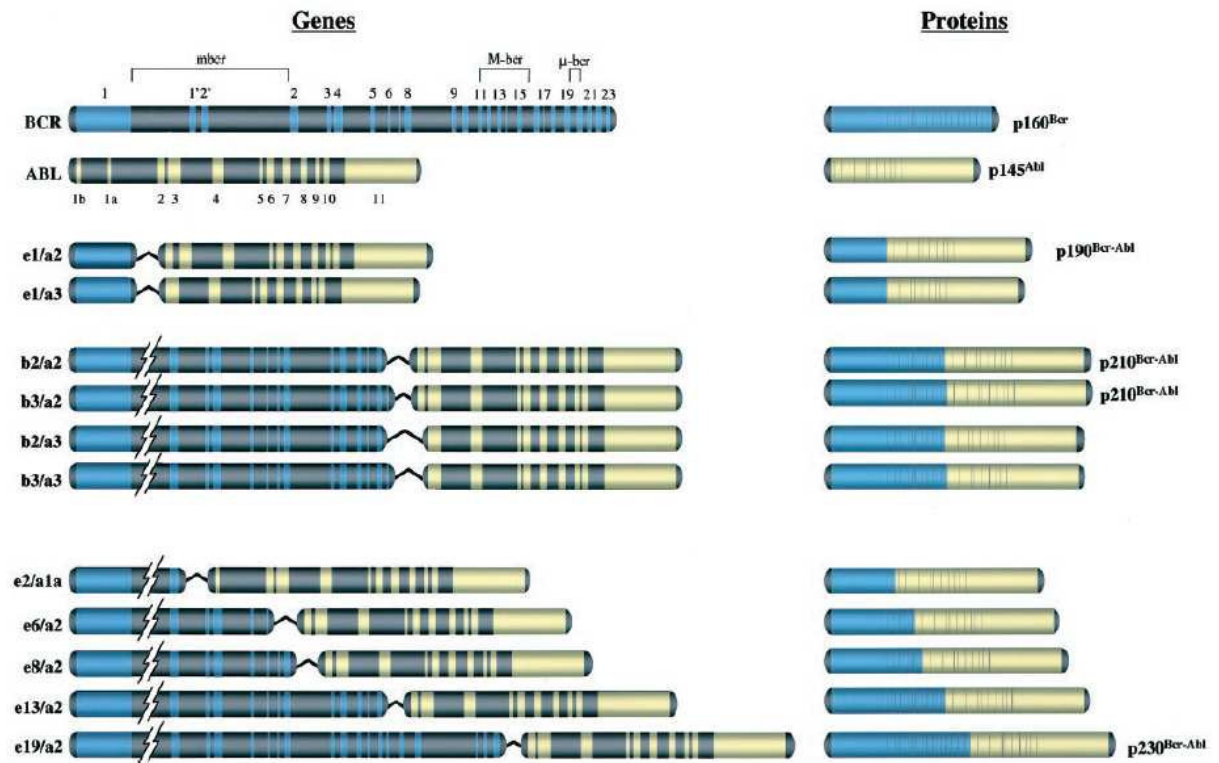 Genes Proteins
mbcr M-bcr μ-bcr
1 1'2' 2 3 4 5 6 8 9 11 13 15 17 19 21 23
BCR p160Bcr
ABL p145Abl
1b 1a 2 3 4 5 6 7 8 9 10 11
e1/a2 p190Bcr-Abl
e1/a3
b2/a2 p210Bcr-Abl
b3/a2 p210Bcr-Abl
b2/a3
b3/a3
e2/a1a
e6/a2
e8/a2
e13/a2
e19/a2 p230Bcr-Abl